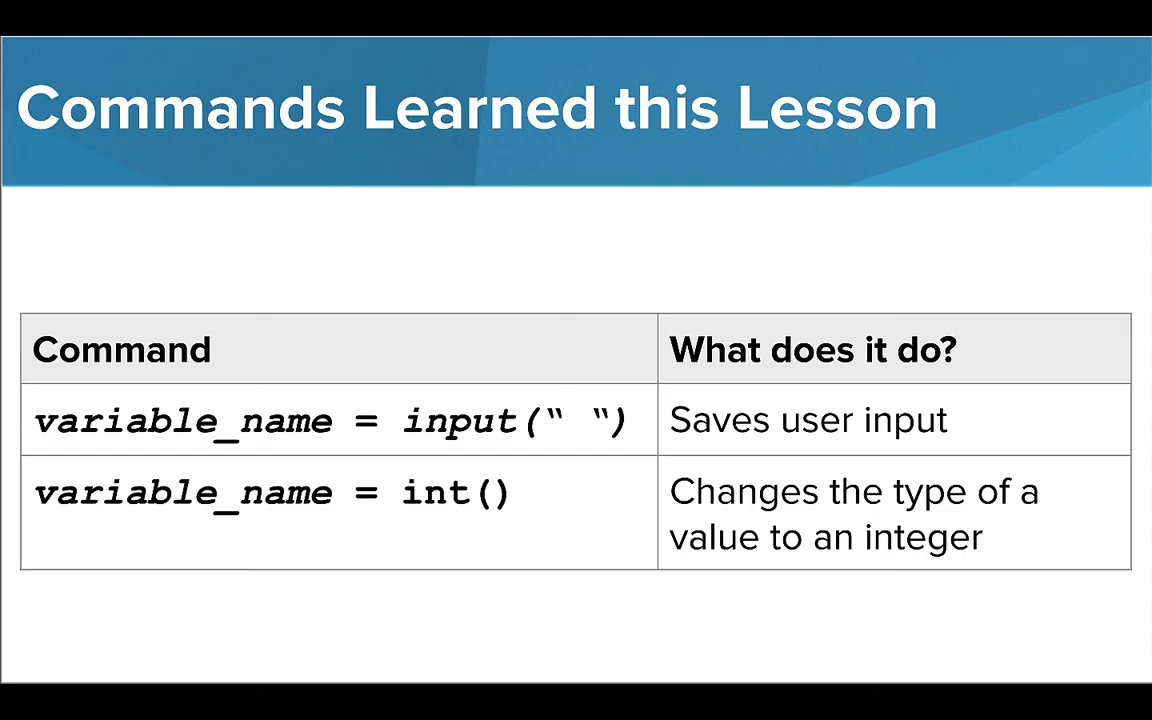 Commands Learned this Lesson
Command
What does it do?
variable_name = input(“ “)
Saves user input
variable_name = int()
Changes the type of a
value to an integer